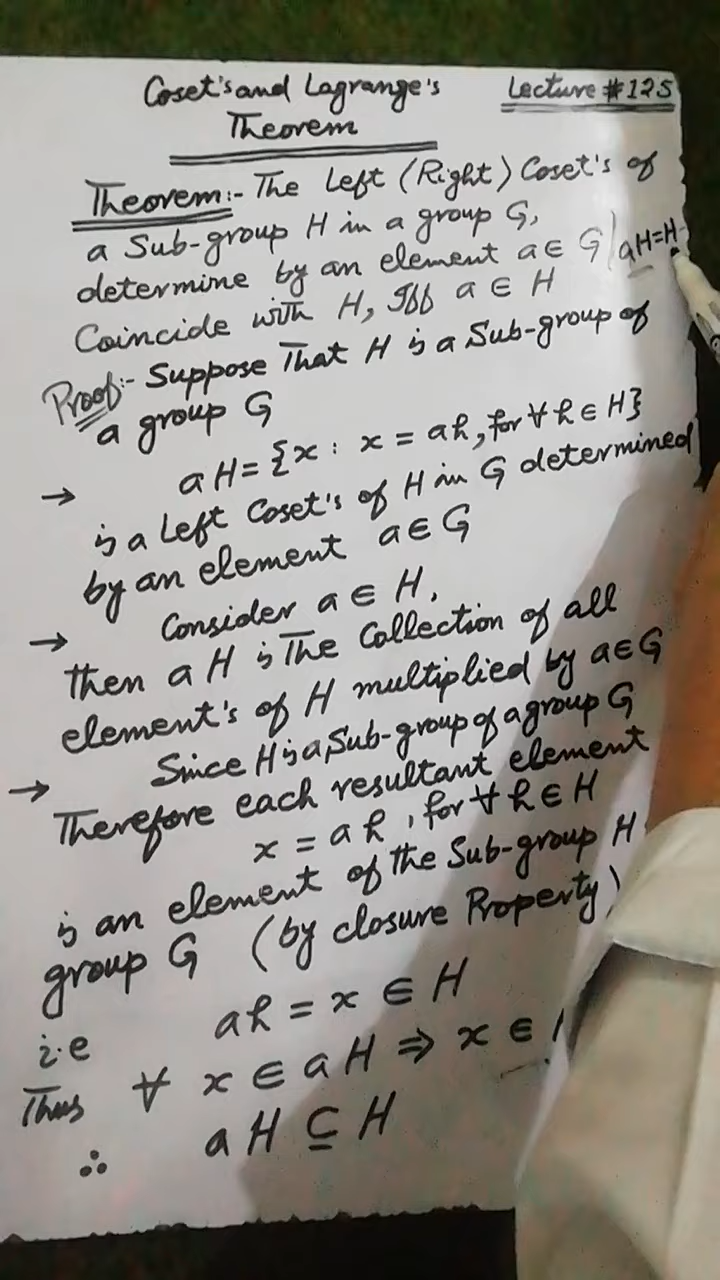 Coset's and Lagrange's
Theorem
Lecture #125
Theorem:- The Left (Right) Coset's of
a Sub-group H in a group G,
determine by an element a ∈ G | aH=H
Coincide with H, Iff a ∈ H
Proof:- Suppose That H is a Sub-group of
a group G
→ aH = {x : x = ah, for ∀ h ∈ H}
is a Left Coset's of H in G determined
by an element a ∈ G
→ Consider a ∈ H,
then aH is The Collection of all
element's of H multiplied by a ∈ G
→ Since H is a Sub-group of a group G
Therefore each resultant element
x = ah, for ∀ h ∈ H
is an element of the Sub-group H
group G (by closure Property)
i.e ah = x ∈ H
Thus ∀ x ∈ aH ⇒ x ∈
∴ aH ⊆ H